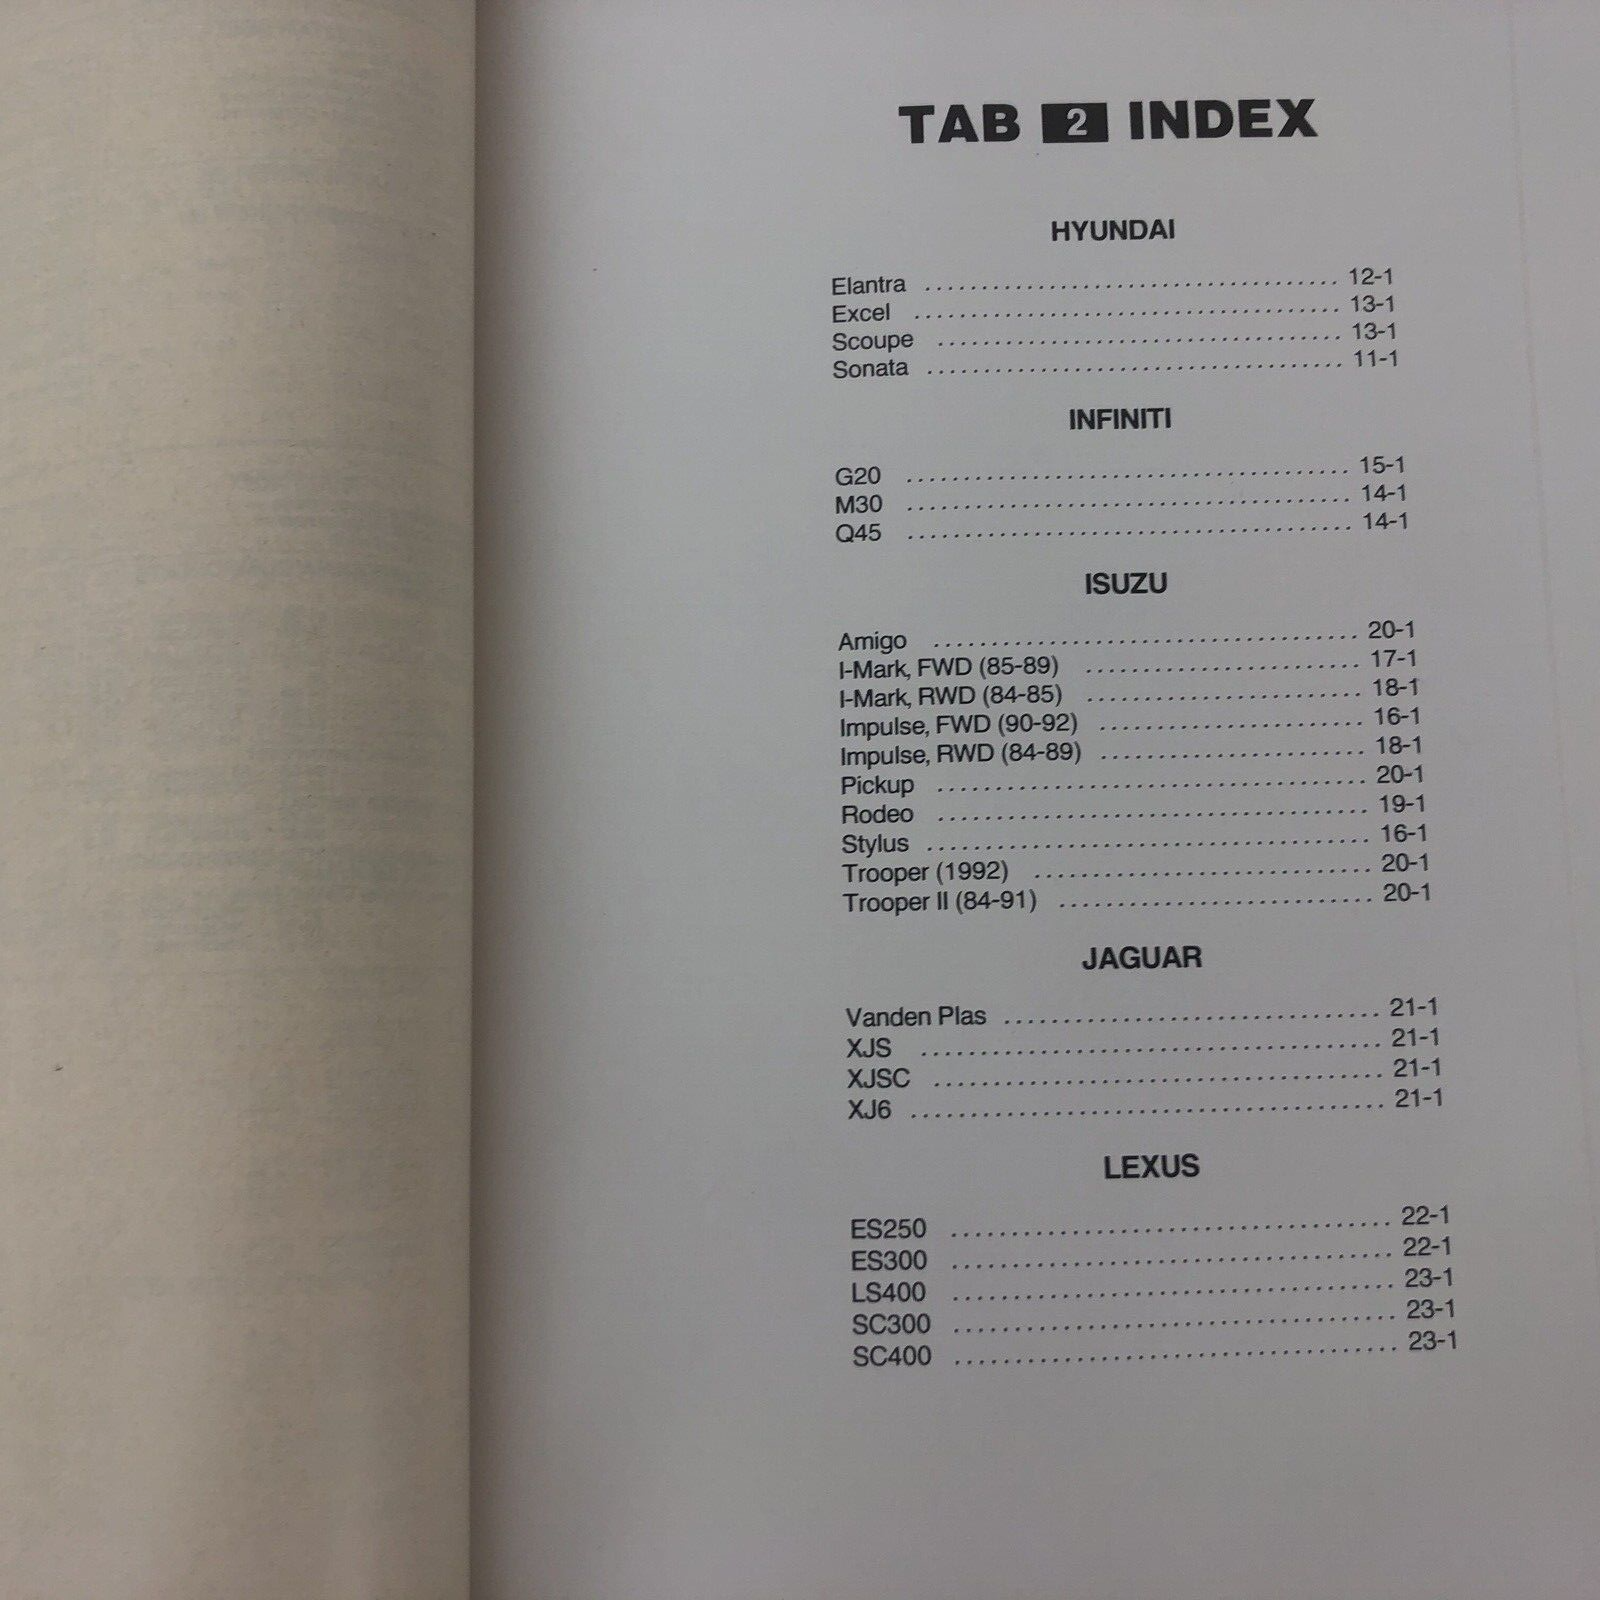 TAB 2 INDEX
HYUNDAI
Elantra ........................................ 12-1
Excel ........................................ 13-1
Scoupe ........................................ 13-1
Sonata ........................................ 11-1
INFINITI
G20 ........................................ 15-1
M30 ........................................ 14-1
Q45 ........................................ 14-1
ISUZU
Amigo ........................................ 20-1
I-Mark, FWD (85-89) ........................ 17-1
I-Mark, RWD (84-85) ........................ 18-1
Impulse, FWD (90-92) ........................ 16-1
Impulse, RWD (84-89) ........................ 18-1
Pickup ........................................ 20-1
Rodeo ........................................ 19-1
Stylus ........................................ 16-1
Trooper (1992) ................................ 20-1
Trooper II (84-91) ............................ 20-1
JAGUAR
Vanden Plas .................................. 21-1
XJS ........................................ 21-1
XJSC ........................................ 21-1
XJ6 ........................................ 21-1
LEXUS
ES250 ........................................ 22-1
ES300 ........................................ 22-1
LS400 ........................................ 23-1
SC300 ........................................ 23-1
SC400 ........................................ 23-1